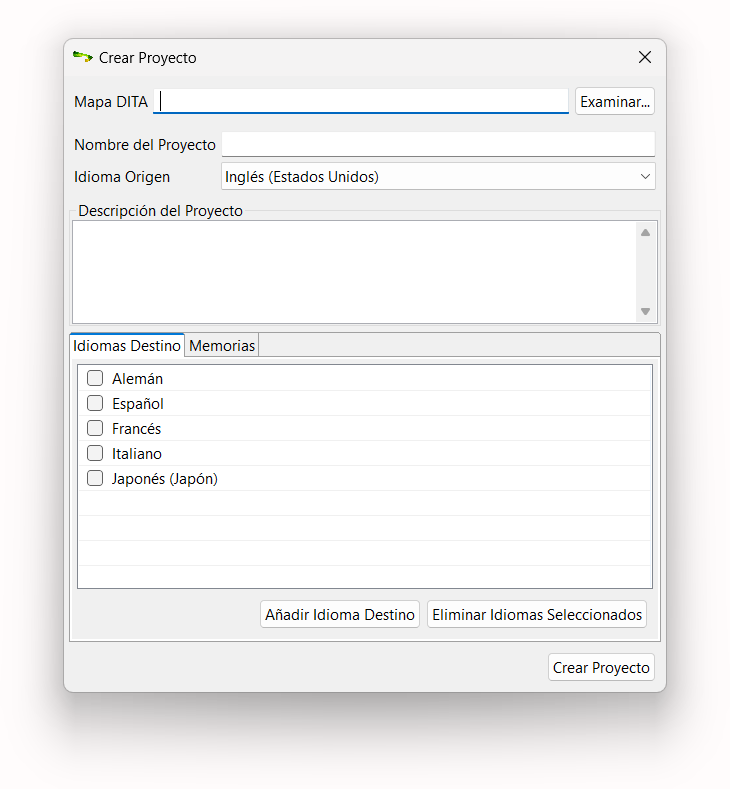 Crear Proyecto
Mapa DITA Examinar...
Nombre del Proyecto
Idioma Origen Inglés (Estados Unidos)
Descripción del Proyecto
Idiomas Destino Memorias
Alemán
Español
Francés
Italiano
Japonés (Japón)
Añadir Idioma Destino Eliminar Idiomas Seleccionados
Crear Proyecto